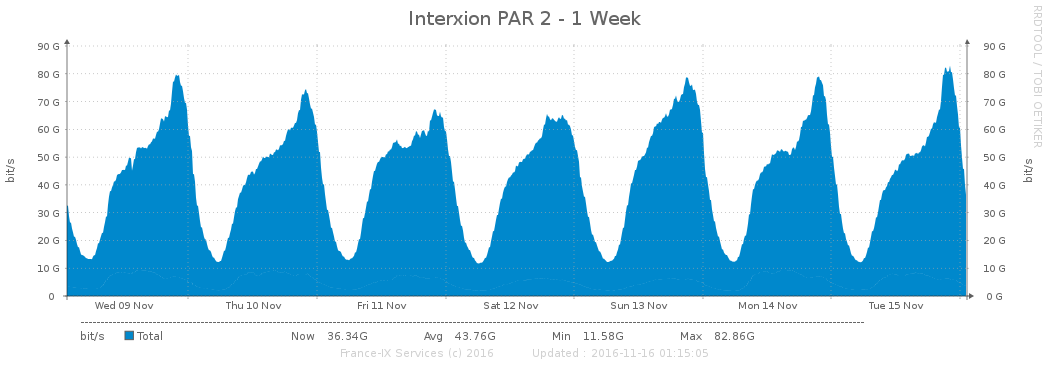 Interxion PAR 2 - 1 Week
RRDTOOL / TOBI OETIKER
bit/s
90 G 90 G
80 G 80 G
70 G 70 G
60 G 60 G
50 G 50 G
40 G 40 G
30 G 30 G
20 G 20 G
10 G 10 G
0 0 G
bit/s
Wed 09 Nov Thu 10 Nov Fri 11 Nov Sat 12 Nov Sun 13 Nov Mon 14 Nov Tue 15 Nov
bit/s Total Now 36.34G Avg 43.76G Min 11.58G Max 82.86G
France-IX Services (c) 2016 Updated : 2016-11-16 01:15:05